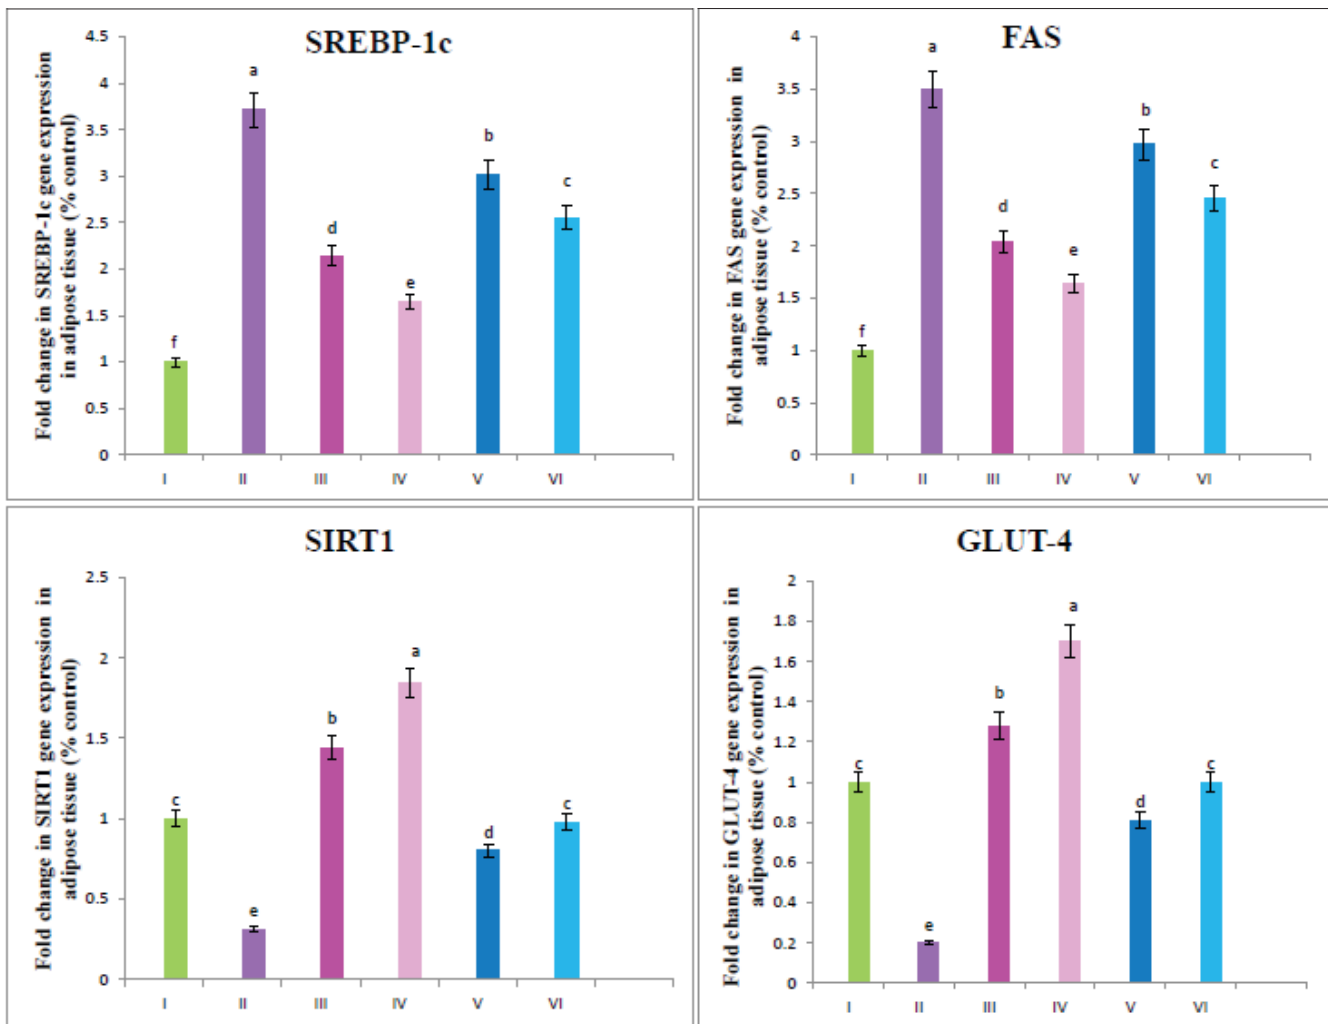 SREBP-1c
Fold change in SREBP-1c gene expression
in adipose tissue (% control)
4.5
4
3.5
3
2.5
2
1.5
1
0.5
0
f
a
d
e
b
c
I
II
III
IV
V
VI
FAS
Fold change in FAS gene expression in
adipose tissue (% control)
4
3.5
3
2.5
2
1.5
1
0.5
0
f
a
d
e
b
c
I
II
III
IV
V
VI
SIRT1
Fold change in SIRT1 gene expression in
adipose tissue (% control)
2.5
2
1.5
1
0.5
0
c
e
b
a
d
c
I
II
III
IV
V
VI
GLUT-4
Fold change in GLUT-4 gene expression in
adipose tissue (% control)
2
1.8
1.6
1.4
1.2
1
0.8
0.6
0.4
0.2
0
c
e
b
a
d
c
I
II
III
IV
V
VI